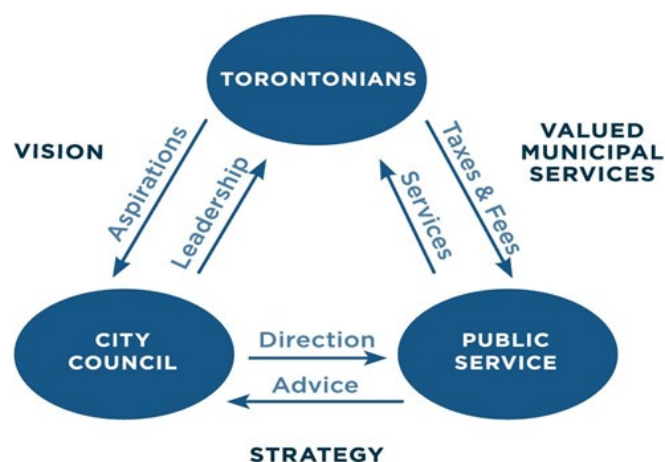 TORONTONIANS
VISION
Aspirations
Leadership
Taxes & Fees
Services
VALUED
MUNICIPAL
SERVICES
CITY
COUNCIL
Direction
Advice
PUBLIC
SERVICE
STRATEGY